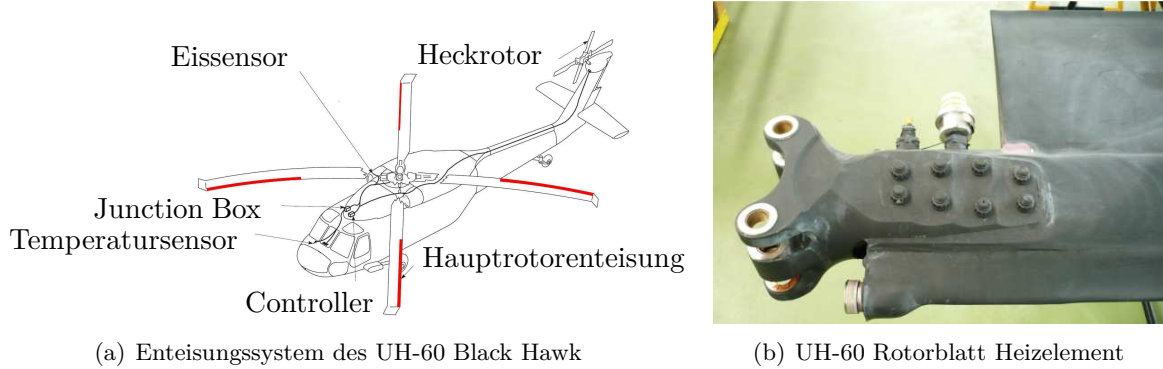 Eissensor
Heckrotor
Junction Box
Temperatursensor
Hauptrotorenteisung
Controller
(a) Enteisungssystem des UH-60 Black Hawk
(b) UH-60 Rotorblatt Heizelement